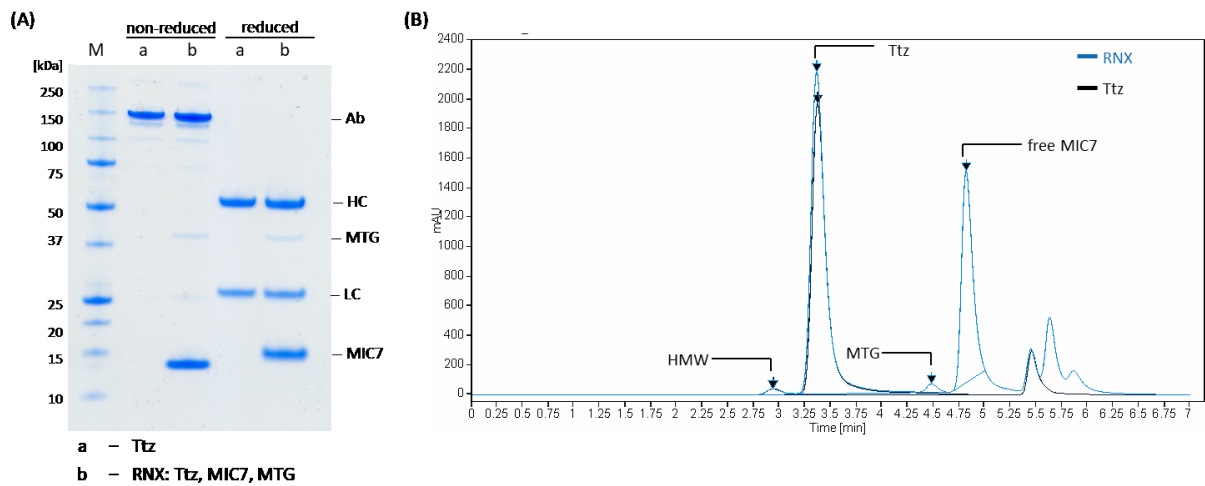 (A)
non-reduced reduced
M a b a b
[kDa]
250
150
100
75
50
37
25
20
15
10
– Ab
– HC
– MTG
– LC
– MIC7
a – Ttz
b – RNX: Ttz, MIC7, MTG
(B)
2400
2200
2000
1800
1600
1400
1200
1000
800
600
400
200
0
mAU
Ttz
RNX
Ttz
free MIC7
HMW
MTG
0 0.25 0.5 0.75 1 1.25 1.5 1.75 2 2.25 2.5 2.75 3 3.25 3.5 3.75 4 4.25 4.5 4.75 5 5.25 5.5 5.75 6 6.25 6.5 6.75 7
Time [min]